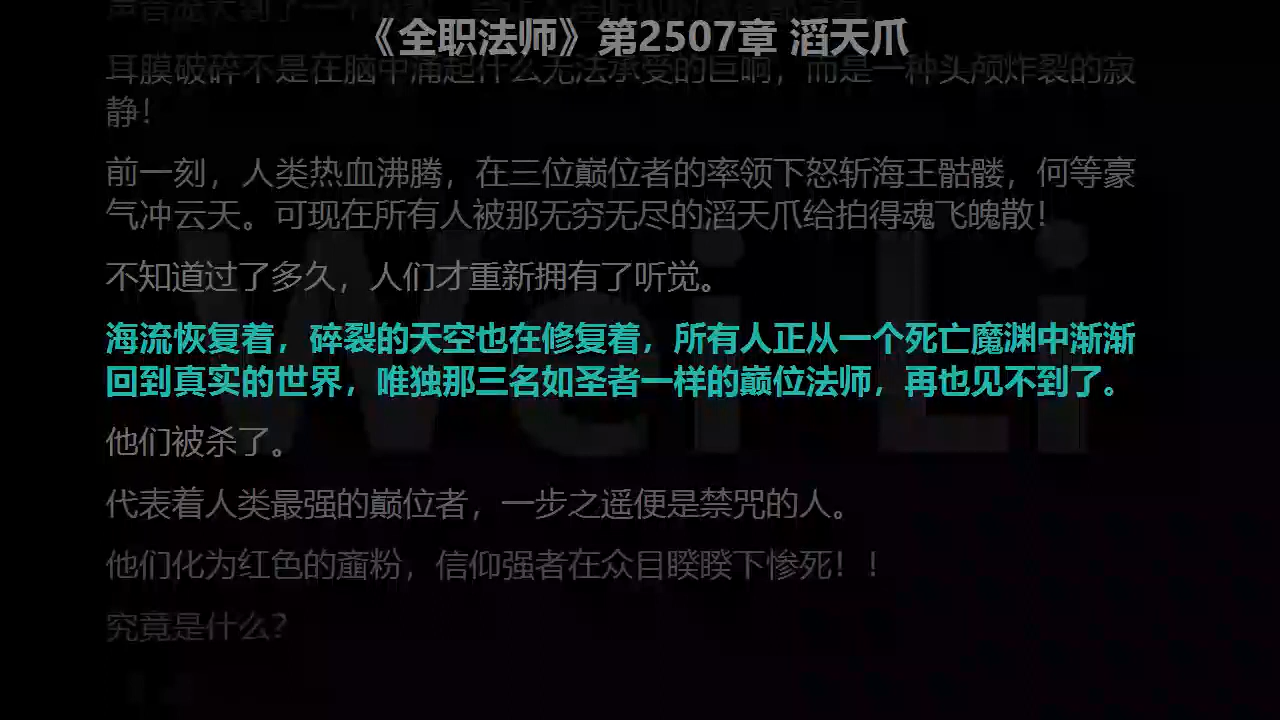 《全职法师》第2507章 滔天爪
耳膜破碎不是在脑中涌起什么无法承受的巨响，而是一种头颅炸裂的寂
静！
前一刻，人类热血沸腾，在三位巅位者的率领下怒斩海王骷髅，何等豪
气冲云天。可现在所有人被那无穷无尽的滔天爪给拍得魂飞魄散！
不知道过了多久，人们才重新拥有了听觉。
海流恢复着，碎裂的天空也在修复着，所有人正从一个死亡魔渊中渐渐
回到真实的世界，唯独那三名如圣者一样的巅位法师，再也见不到了。
他们被杀了。
代表着人类最强的巅位者，一步之遥便是禁咒的人。
他们化为红色的齑粉，信仰强者在众目睽睽下惨死！！
究竟是什么？
Wei Li